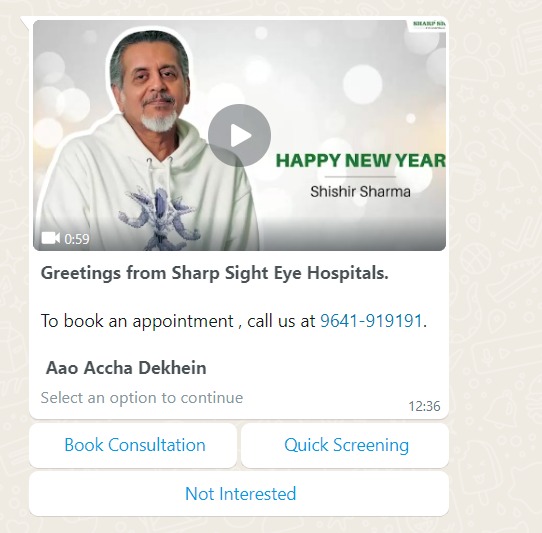 SHARP SIGHT
HAPPY NEW YEAR
Shishir Sharma
0:59
Greetings from Sharp Sight Eye Hospitals.
To book an appointment , call us at 9641-919191.
Aao Accha Dekhein
Select an option to continue
12:36
Book Consultation
Quick Screening
Not Interested